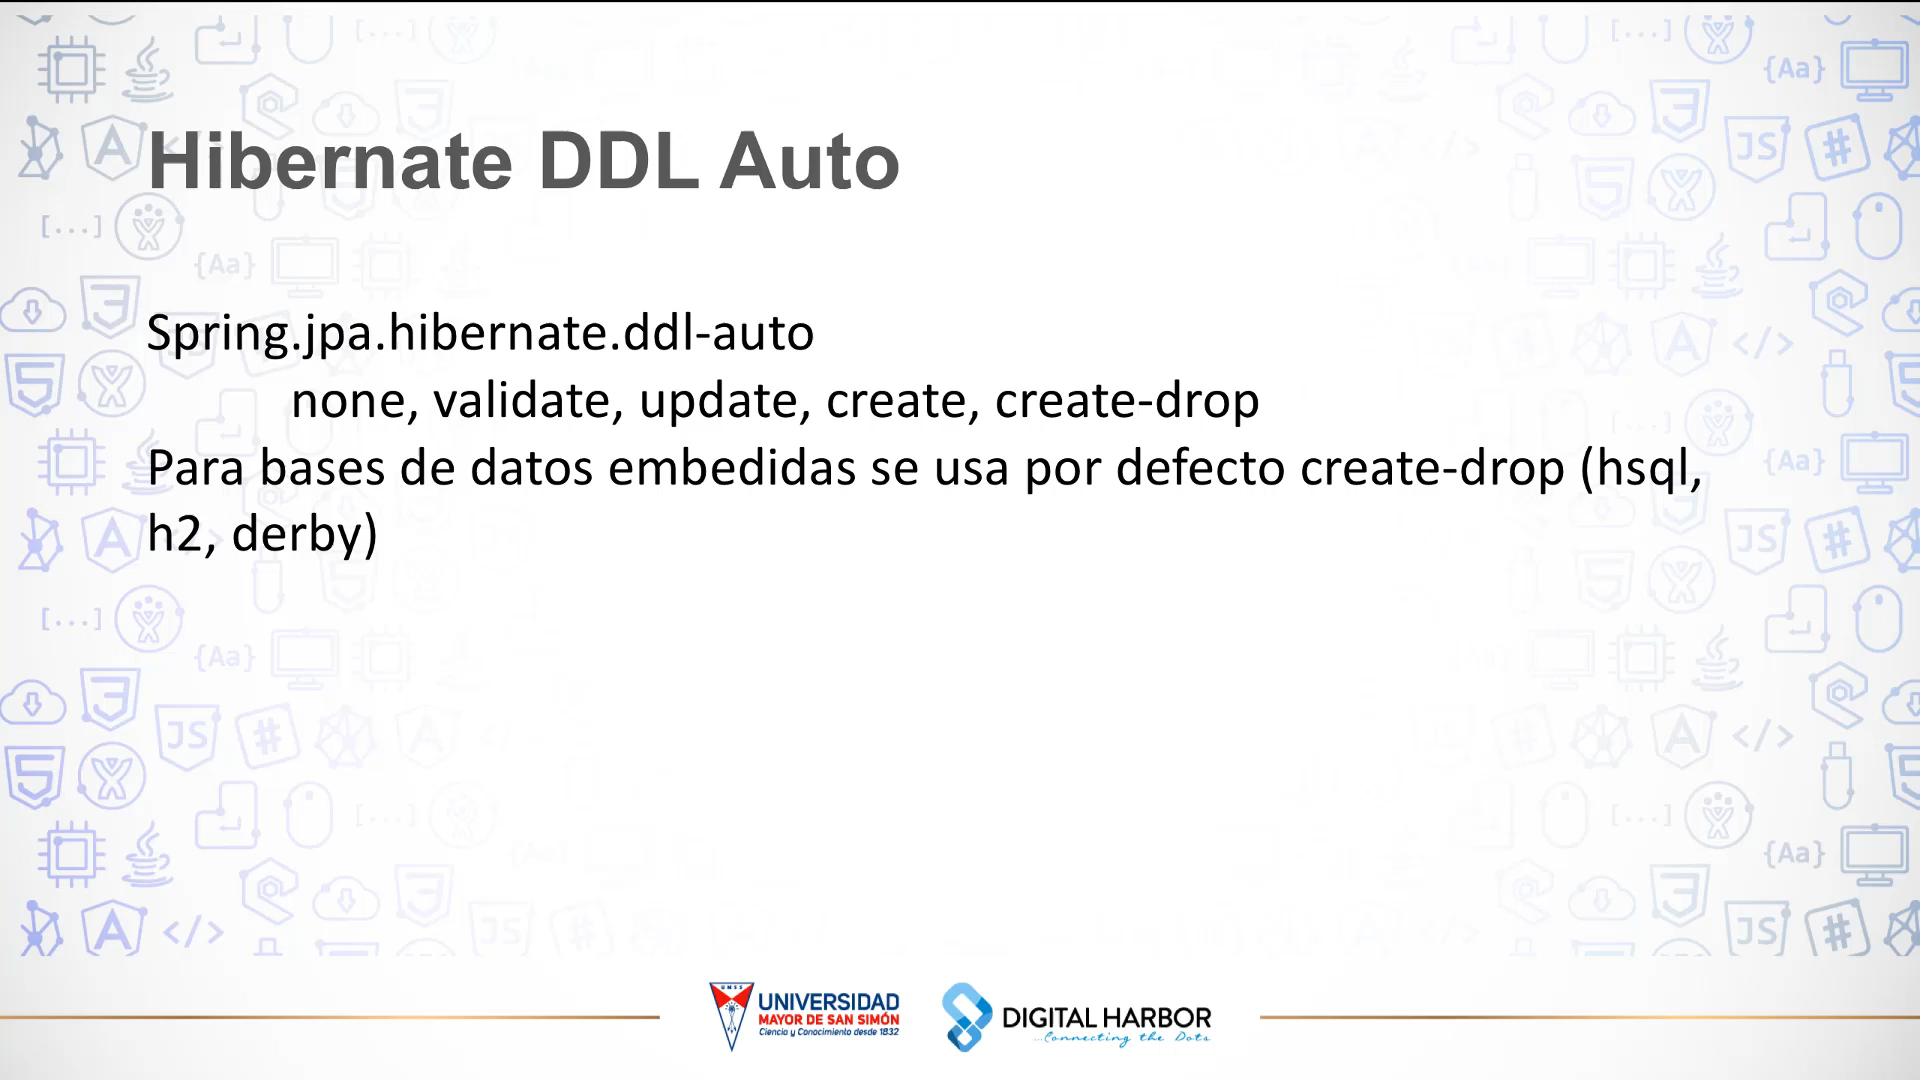 Hibernate DDL Auto
Spring.jpa.hibernate.ddl-auto
none, validate, update, create, create-drop
Para bases de datos embedidas se usa por defecto create-drop (hsql,
h2, derby)
UMSS
UNIVERSIDAD
MAYOR DE SAN SIMÓN
Ciencia y Conocimiento desde 1832
DIGITAL HARBOR
...Connecting the Dots